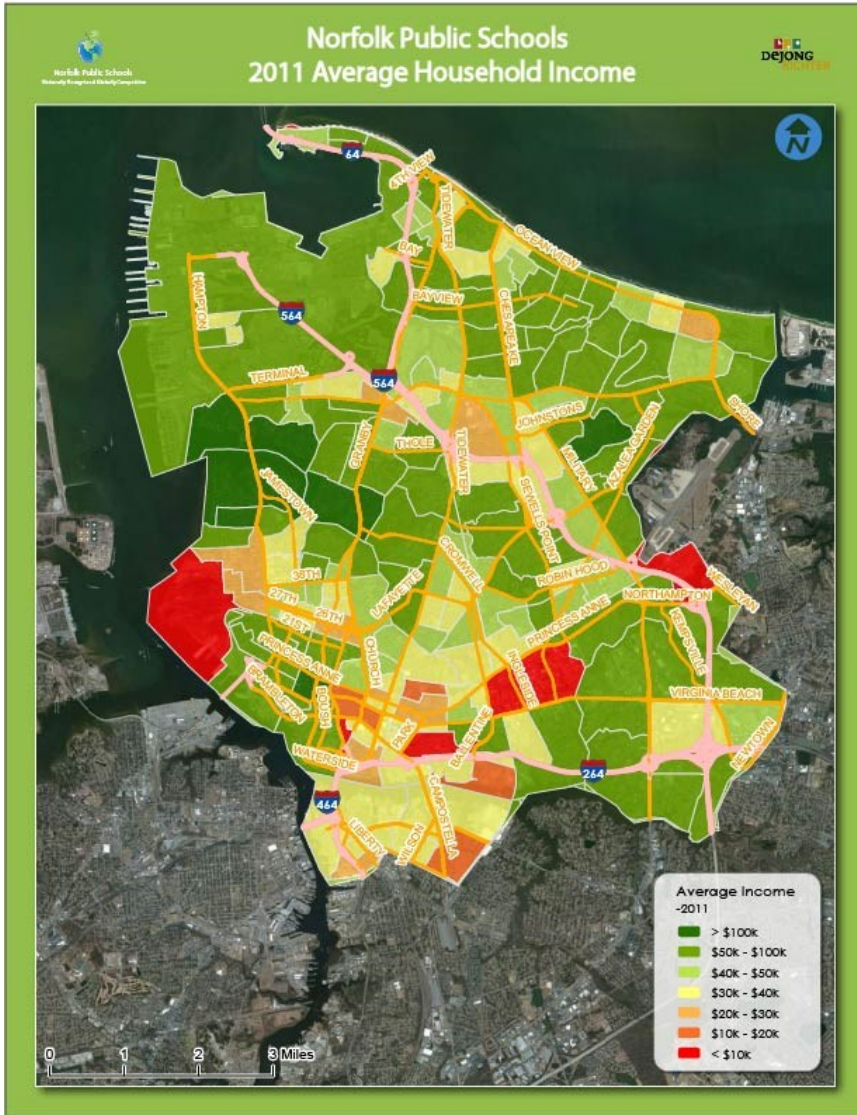 Norfolk Public Schools
2011 Average Household Income
Norfolk Public Schools
DEJONG
RICHTER
N
64
4TH VIEW
TIDEWATER
OCEAN VIEW
BAY
HAMPTON
BAYVIEW
CHESAPEAKE
564
TERMINAL
564
SHORE
JOHNSTONS
GRANBY
THOLE
TIDEWATER
MILITARY
AZALEA GARDEN
JAMESTOWN
SEWELLS POINT
CROMWELL
ROBIN HOOD
WESLEYAN
38TH
27TH
26TH
LAFAYETTE
NORTHAMPTON
21ST
PRINCESS ANNE
KEMPSVILLE
PRINCESS ANNE
CHURCH
INGLESIDE
BRAMBLETON
BOUSH
VIRGINIA BEACH
PARK
BALLENTINE
NEWTOWN
WATERSIDE
264
464
CAMPOSTELLA
LIBERTY
WILSON
Average Income
-2011
> $100k
$50k - $100k
$40k - $50k
$30k - $40k
$20k - $30k
$10k - $20k
< $10k
0 1 2 3 Miles